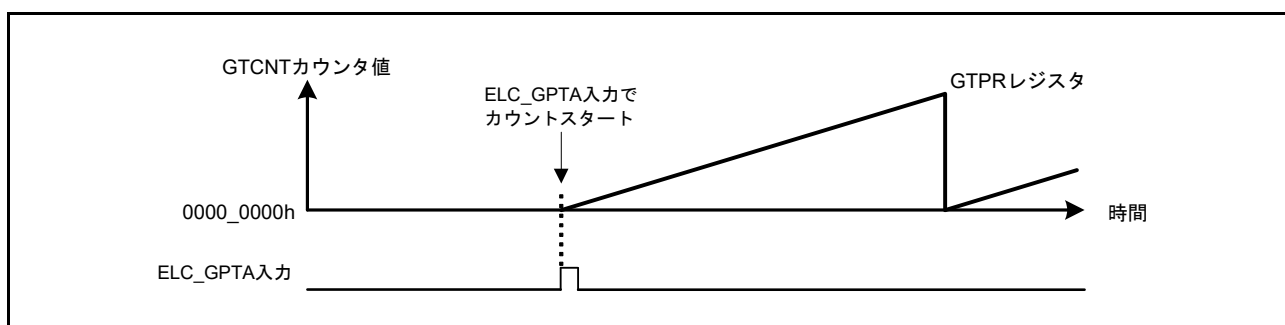 GTCNTカウンタ値
ELC_GPTA入力で
カウントスタート
GTPRレジスタ
0000_0000h
時間
ELC_GPTA入力